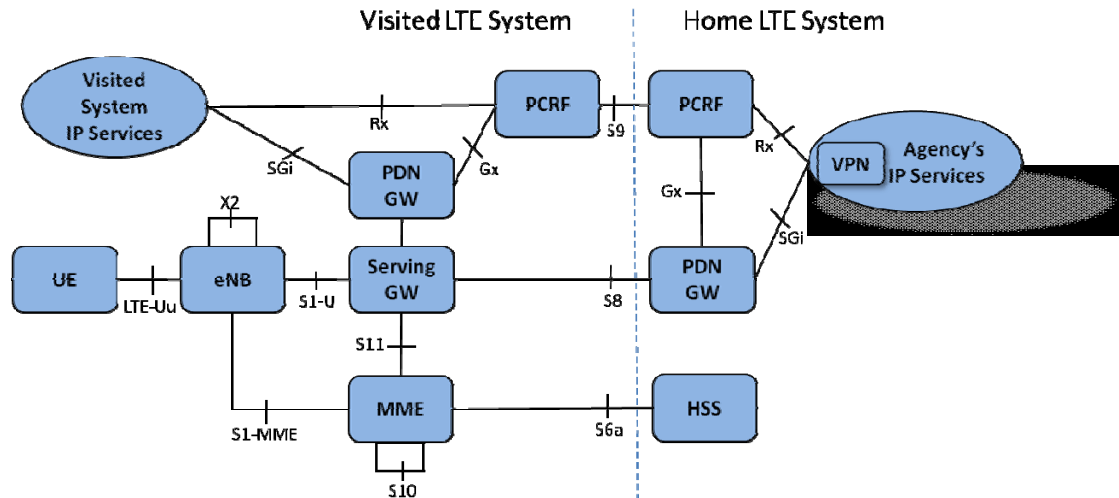 Visited LTE System
Home LTE System
Visited
System
IP Services
Rx
PCRF
S9
PCRF
Rx
VPN
Agency's
IP Services
SGi
PDN
GW
Gx
Gx
SGi
X2
UE
LTE-Uu
eNB
S1-U
Serving
GW
S8
PDN
GW
S11
S1-MME
MME
S6a
HSS
S10